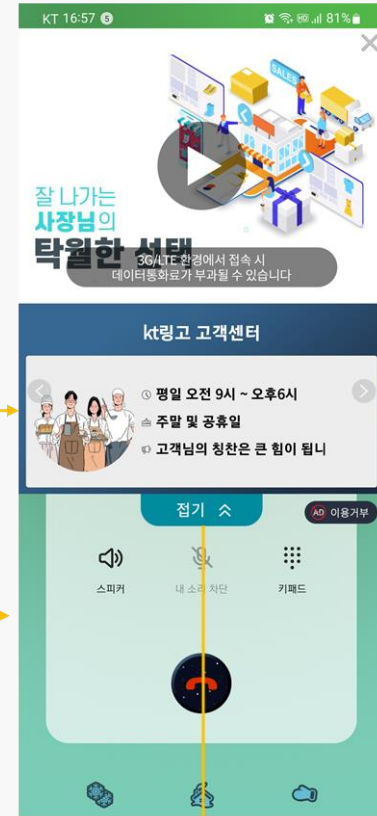 KT 16:57 5
81%
SALES
잘 나가는
사장님의
탁월한 선택
3G/LTE 환경에서 접속 시
데이터통화료가 부과될 수 있습니다
kt링고 고객센터
평일 오전 9시 ~ 오후6시
주말 및 공휴일
고객님의 칭찬은 큰 힘이 됩니
접기
AD 이용거부
스피커
내 소리 차단
키패드